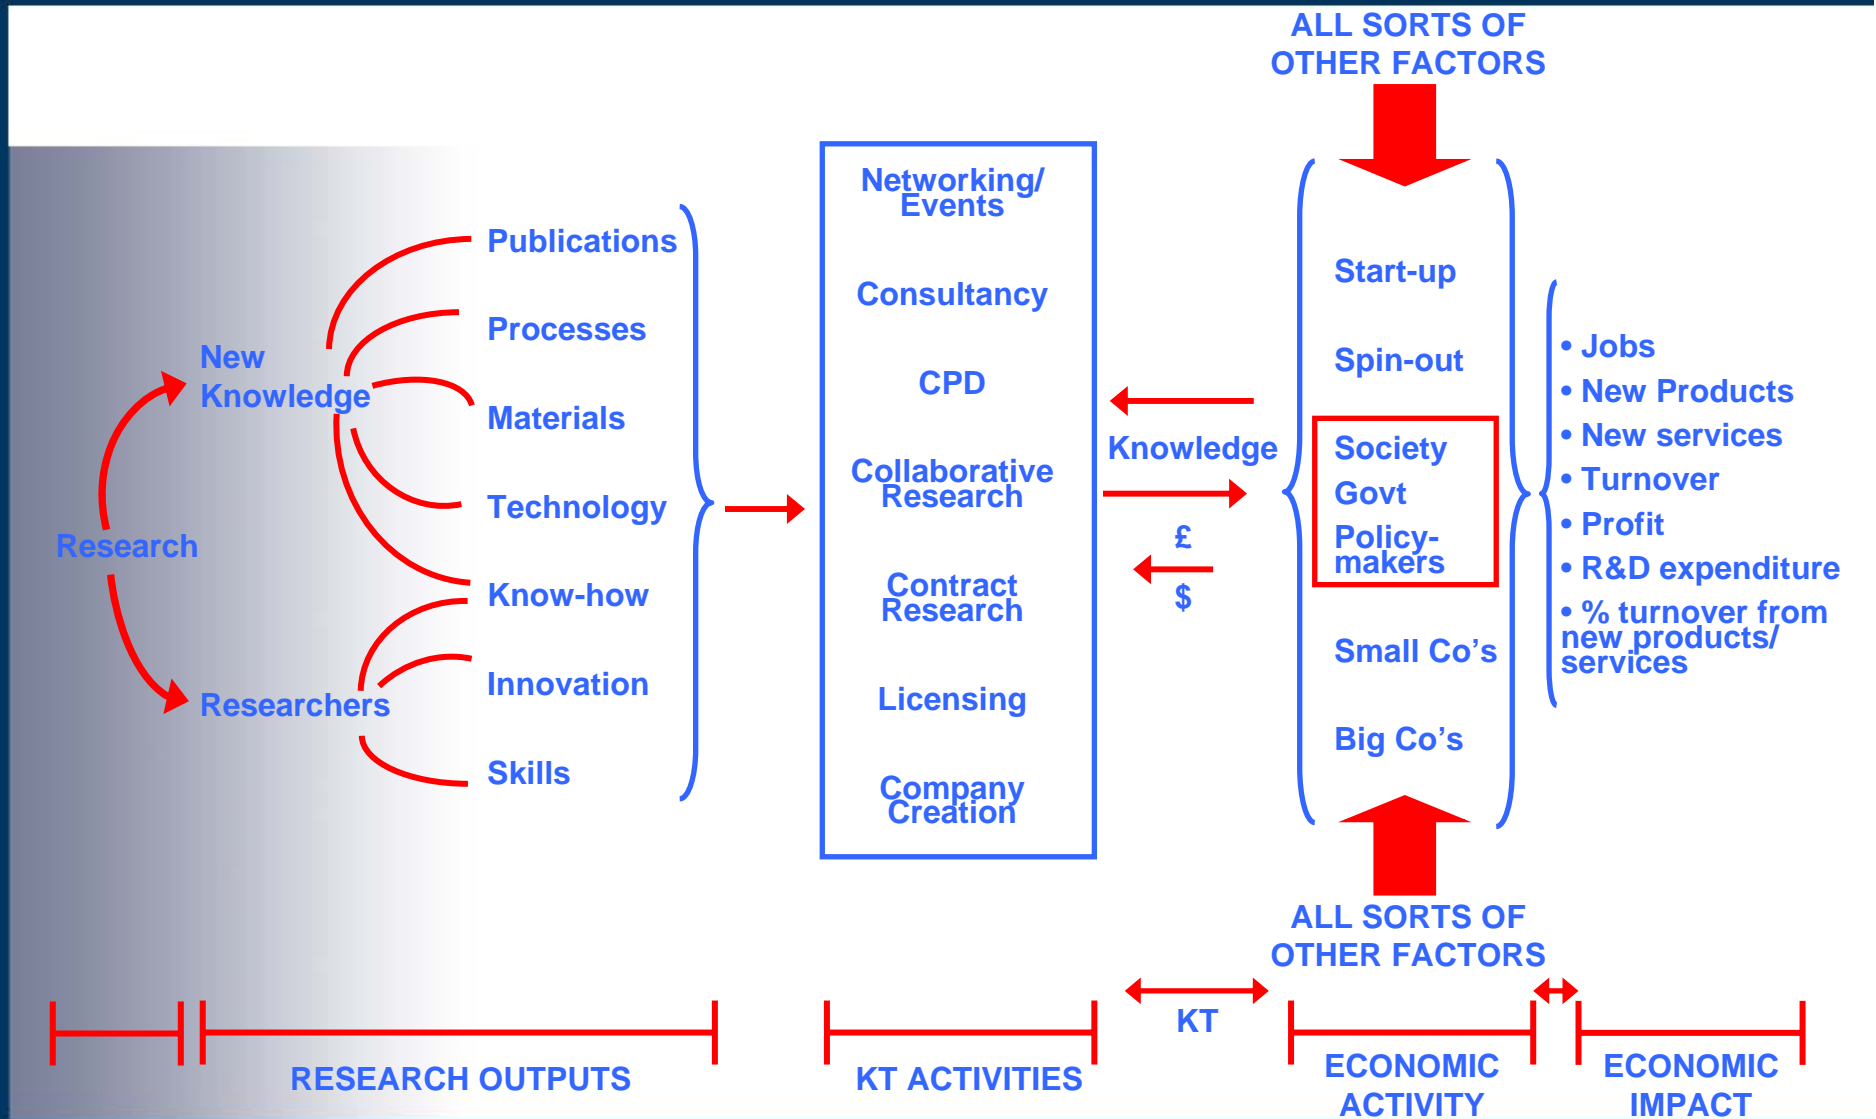 ALL SORTS OF
OTHER FACTORS
Research
New
Knowledge
Researchers
Publications
Processes
Materials
Technology
Know-how
Innovation
Skills
Networking/
Events
Consultancy
CPD
Collaborative
Research
Contract
Research
Licensing
Company
Creation
Knowledge
£
$
Start-up
Spin-out
Society
Govt
Policy-
makers
Small Co’s
Big Co’s
• Jobs
• New Products
• New services
• Turnover
• Profit
• R&D expenditure
• % turnover from
new products/
services
ALL SORTS OF
OTHER FACTORS
RESEARCH OUTPUTS
KT ACTIVITIES
KT
ECONOMIC
ACTIVITY
ECONOMIC
IMPACT